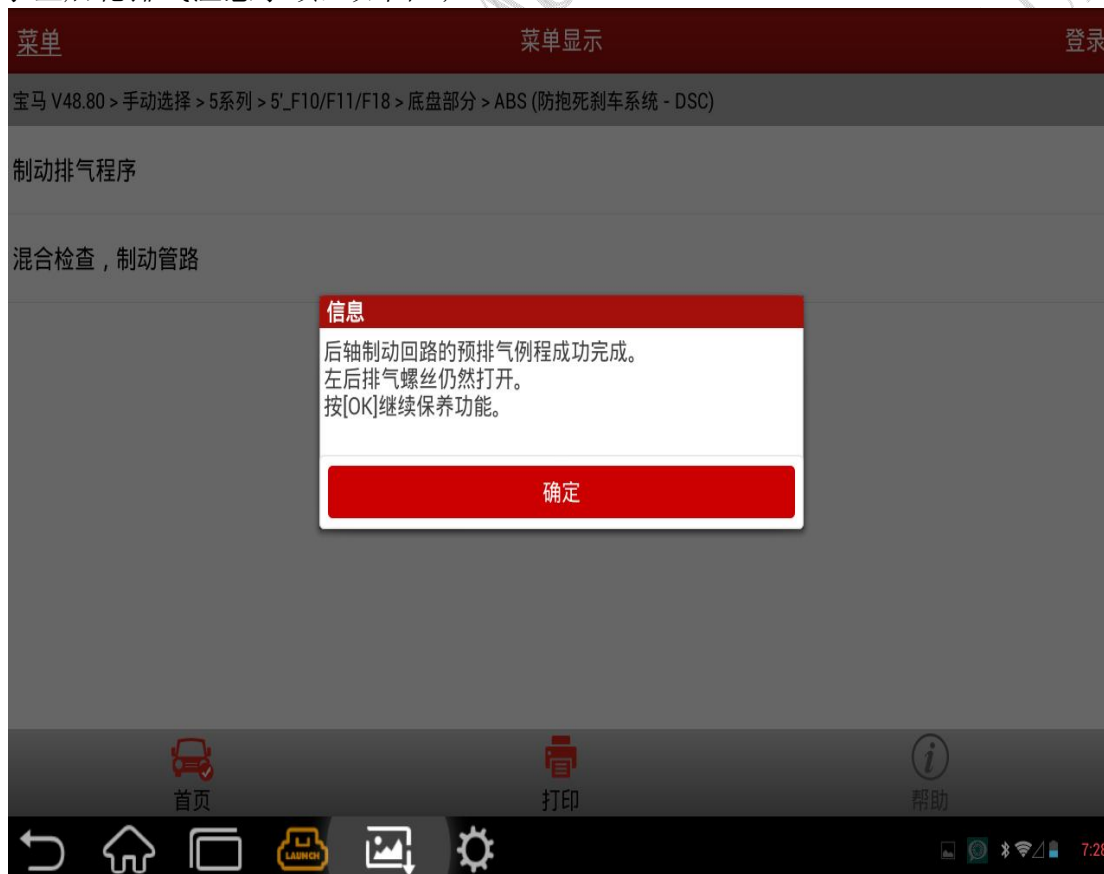 菜单
菜单显示
登录
宝马 V48.80 > 手动选择 > 5系列 > 5'_F10/F11/F18 > 底盘部分 > ABS (防抱死刹车系统 - DSC)
制动排气程序
混合检查，制动管路
信息
后轴制动回路的预排气例程成功完成。
左后排气螺丝仍然打开。
按[OK]继续保养功能。
确定
首页
打印
帮助
LAUNCH
7:28